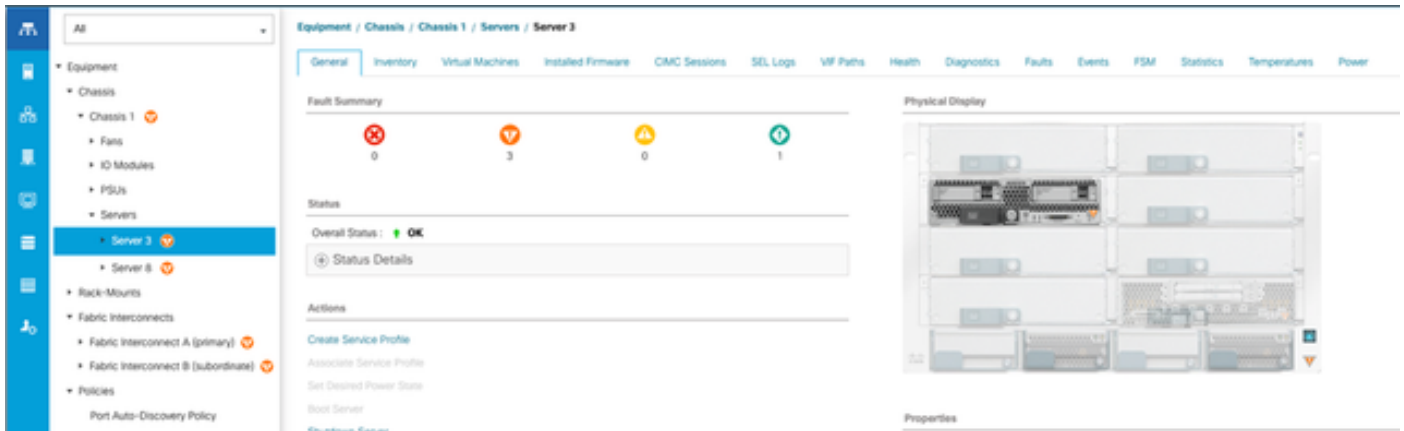 All
Equipment
Chassis
Chassis 1
Fans
IO Modules
PSUs
Servers
Server 3
Server 8
Rack-Mounts
Fabric Interconnects
Fabric Interconnect A (primary)
Fabric Interconnect B (subordinate)
Policies
Port Auto-Discovery Policy
Equipment / Chassis / Chassis 1 / Servers / Server 3
General Inventory Virtual Machines Installed Firmware CIMC Sessions SEL Logs VIF Paths Health Diagnostics Faults Events FSM Statistics Temperatures Power
Fault Summary
0 3 0 1
Status
Overall Status : OK
Status Details
Actions
Create Service Profile
Associate Service Profile
Set Desired Power State
Boot Server
Shutdown Server
Physical Display
Properties